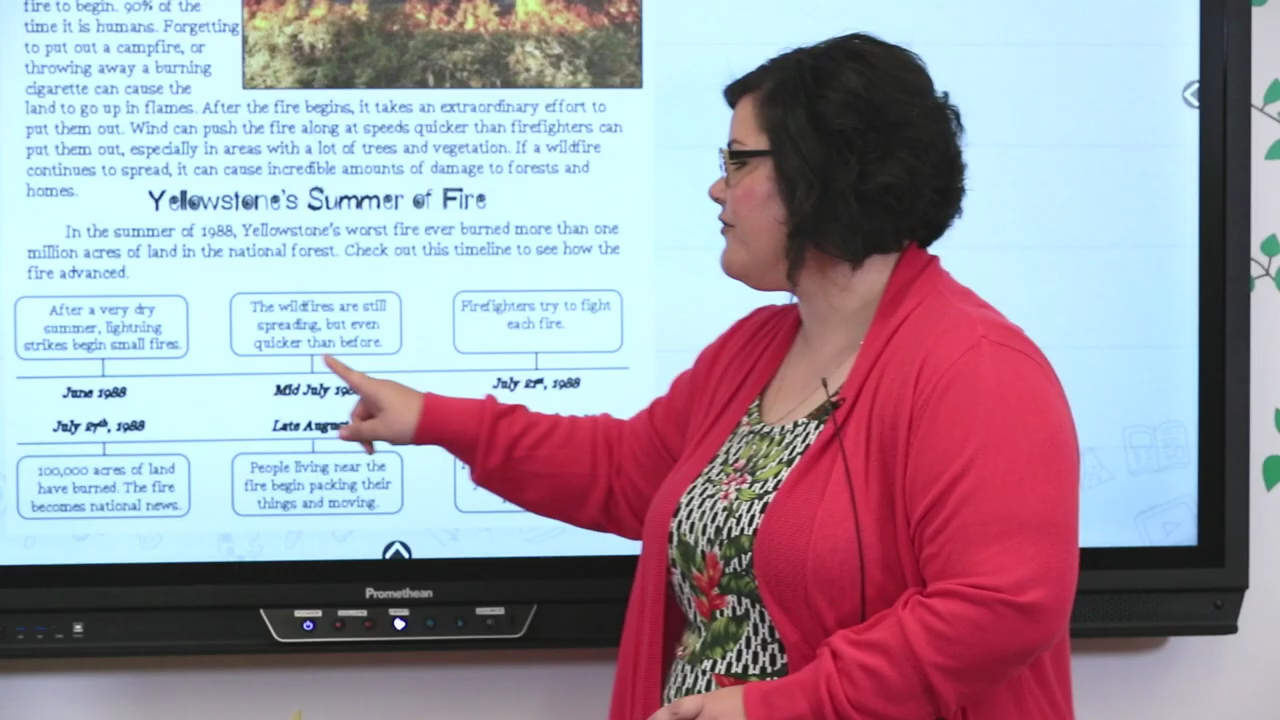 fire to begin. 90% of the
time it is humans. Forgetting
to put out a campfire, or
throwing away a burning
cigarette can cause the
land to go up in flames. After the fire begins, it takes an extraordinary effort to
put them out. Wind can push the fire along at speeds quicker than firefighters can
put them out, especially in areas with a lot of trees and vegetation. If a wildfire
continues to spread, it can cause incredible amounts of damage to forests and
homes.
Yellowstone's Summer of Fire
In the summer of 1988, Yellowstone's worst fire ever burned more than one
million acres of land in the national forest. Check out this timeline to see how the
fire advanced.
After a very dry
summer, lightning
strikes begin small fires.
The wildfires are still
spreading, but even
quicker than before.
Firefighters try to fight
each fire.
June 1988
Mid July
July 21st, 1988
July 27th, 1988
Late
100,000 acres of land
have burned. The fire
becomes national news.
People living near the
fire begin packing their
things and moving.
Promethean